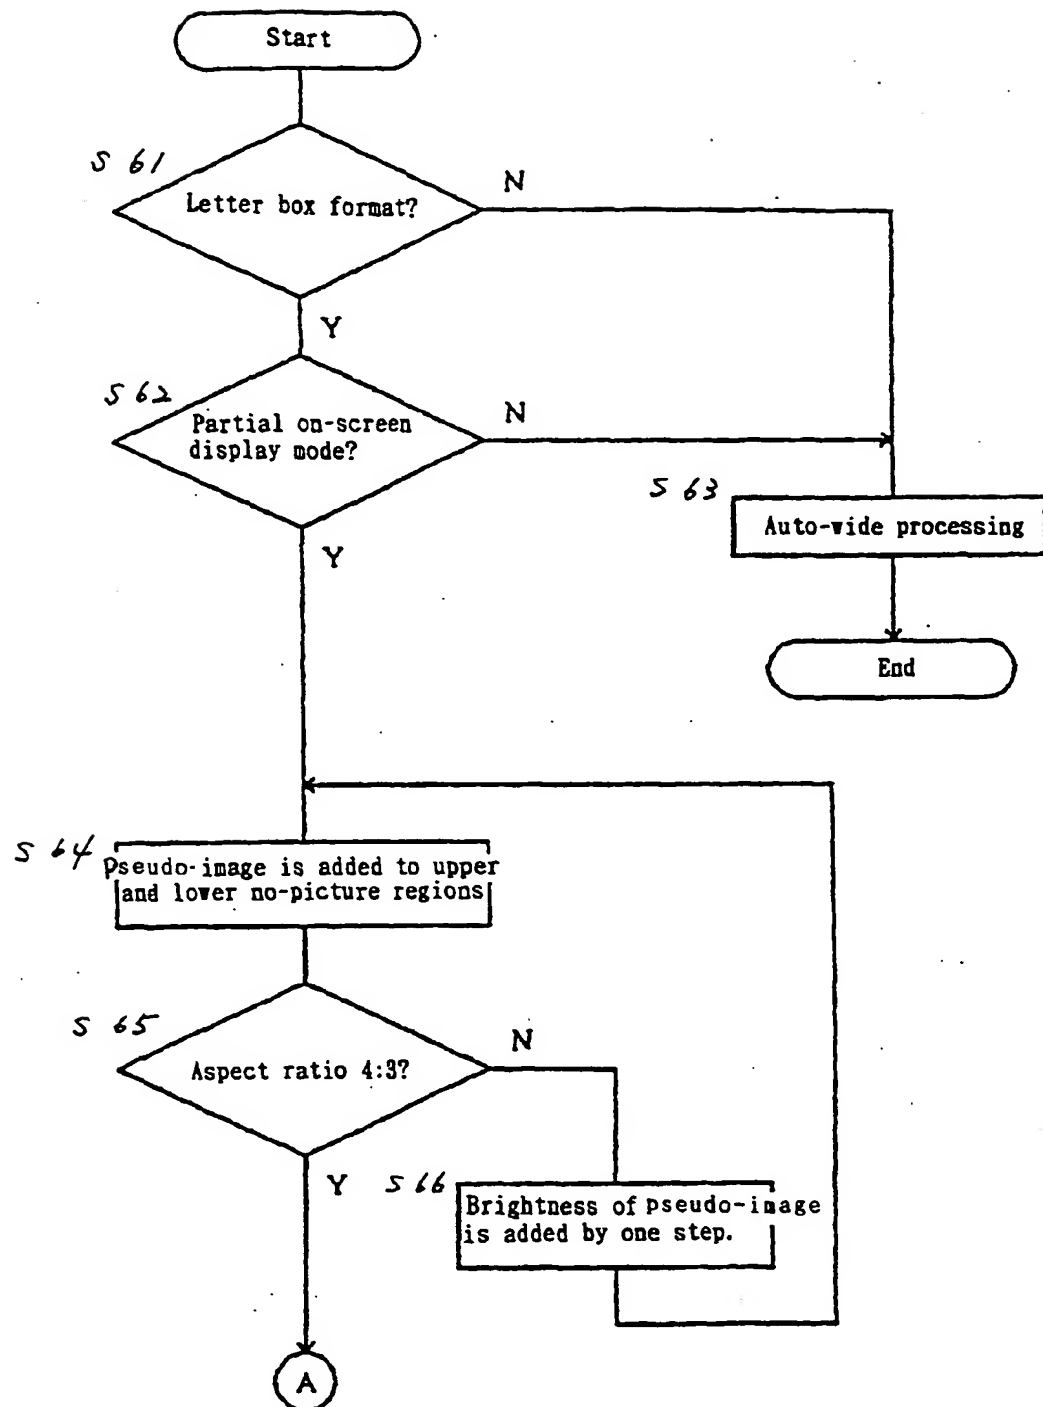 Start
S 61
Letter box format?
N
Y
S 62
Partial on-screen
display mode?
N
Y
S 63
Auto-wide processing
End
S 64
Pseudo-image is added to upper
and lower no-picture regions
S 65
Aspect ratio 4:3?
N
Y
S 66
Brightness of pseudo-image
is added by one step.
A